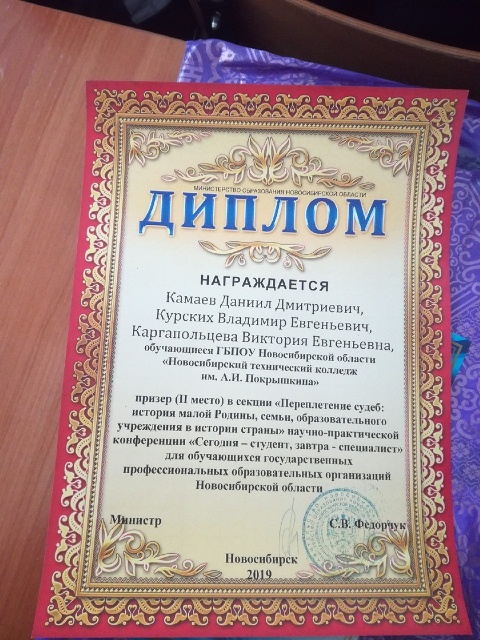 МИНИСТЕРСТВО ОБРАЗОВАНИЯ НОВОСИБИРСКОЙ ОБЛАСТИ
ДИПЛОМ
НАГРАЖДАЕТСЯ
Камаев Даниил Дмитриевич,
Курских Владимир Евгеньевич,
Каргапольцева Виктория Евгеньевна,
обучающиеся ГБПОУ Новосибирской области
«Новосибирский технический колледж
им. А.И. Покрышкина»
призер (II место) в секции «Переплетение судеб:
история малой Родины, семьи, образовательного
учреждения в истории страны» научно-практической
конференции «Сегодня – студент, завтра - специалист»
для обучающихся государственных
профессиональных образовательных организаций
Новосибирской области
Министр С.В. Федорчук
Новосибирск
2019